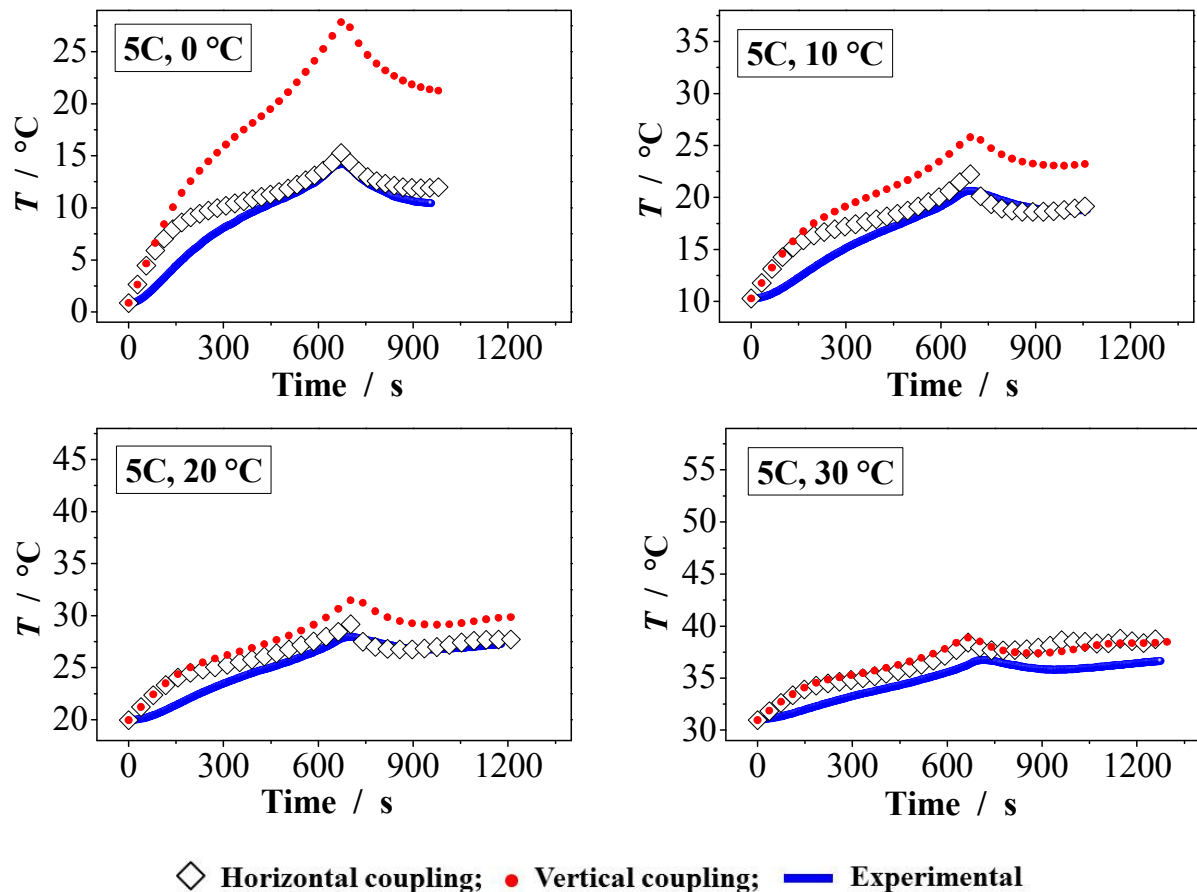 5C, 0 °C
25
20
15
10
5
0
T / °C
0 300 600 900 1200
Time / s
5C, 10 °C
35
30
25
20
15
10
T / °C
0 300 600 900 1200
Time / s
5C, 20 °C
45
40
35
30
25
20
T / °C
0 300 600 900 1200
Time / s
5C, 30 °C
55
50
45
40
35
30
T / °C
0 300 600 900 1200
Time / s
Horizontal coupling; Vertical coupling; Experimental